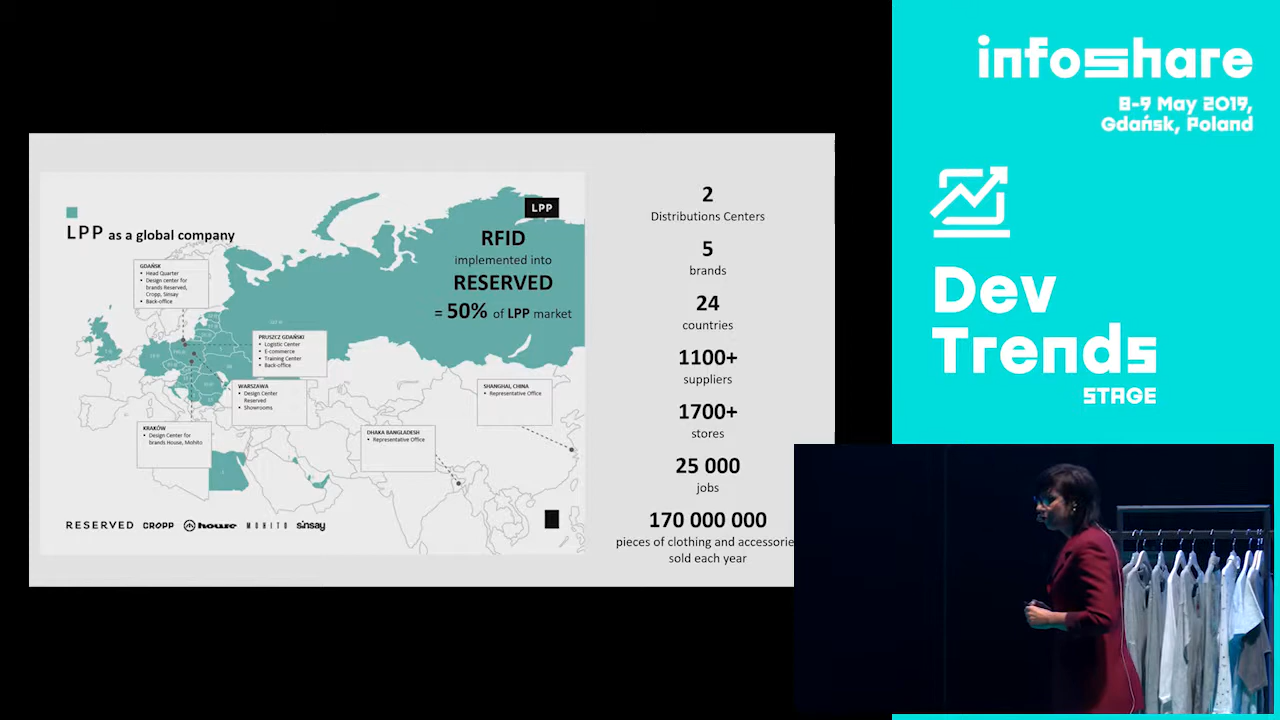 LPP as a global company
LPP
RFID
implemented into
RESERVED
= 50% of LPP market
GDAŃSK
• Head Quarter
• Design center for
brands Reserved,
Cropp, Sinsay
• Back-office
PRUSZCZ GDAŃSKI
• Logistic Center
• E-commerce
• Training Center
• Back-office
WARSZAWA
• Design Center
Reserved
• Showrooms
KRAKÓW
• Design Center for
brands House, Mohito
DHAKA BANGLADESH
• Representative Office
SHANGHAI, CHINA
• Representative Office
RESERVED CROPP house MOHITO sinsay
2
Distributions Centers
5
brands
24
countries
1100+
suppliers
1700+
stores
25 000
jobs
170 000 000
pieces of clothing and accessorie
sold each year
infoshare
8-9 May 2019,
Gdańsk, Poland
Dev
Trends
STAGE